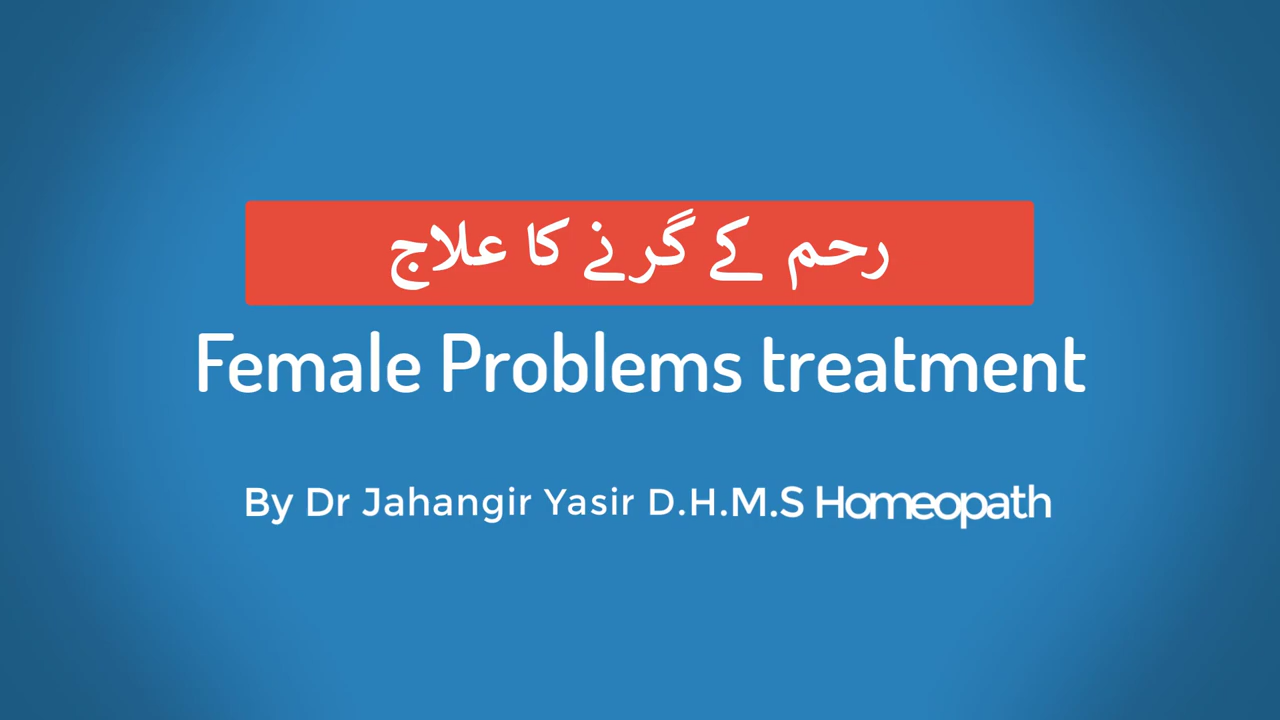 رحم کے گرنے کا علاج
Female Problems treatment
By Dr Jahangir Yasir D.H.M.S Homeopath